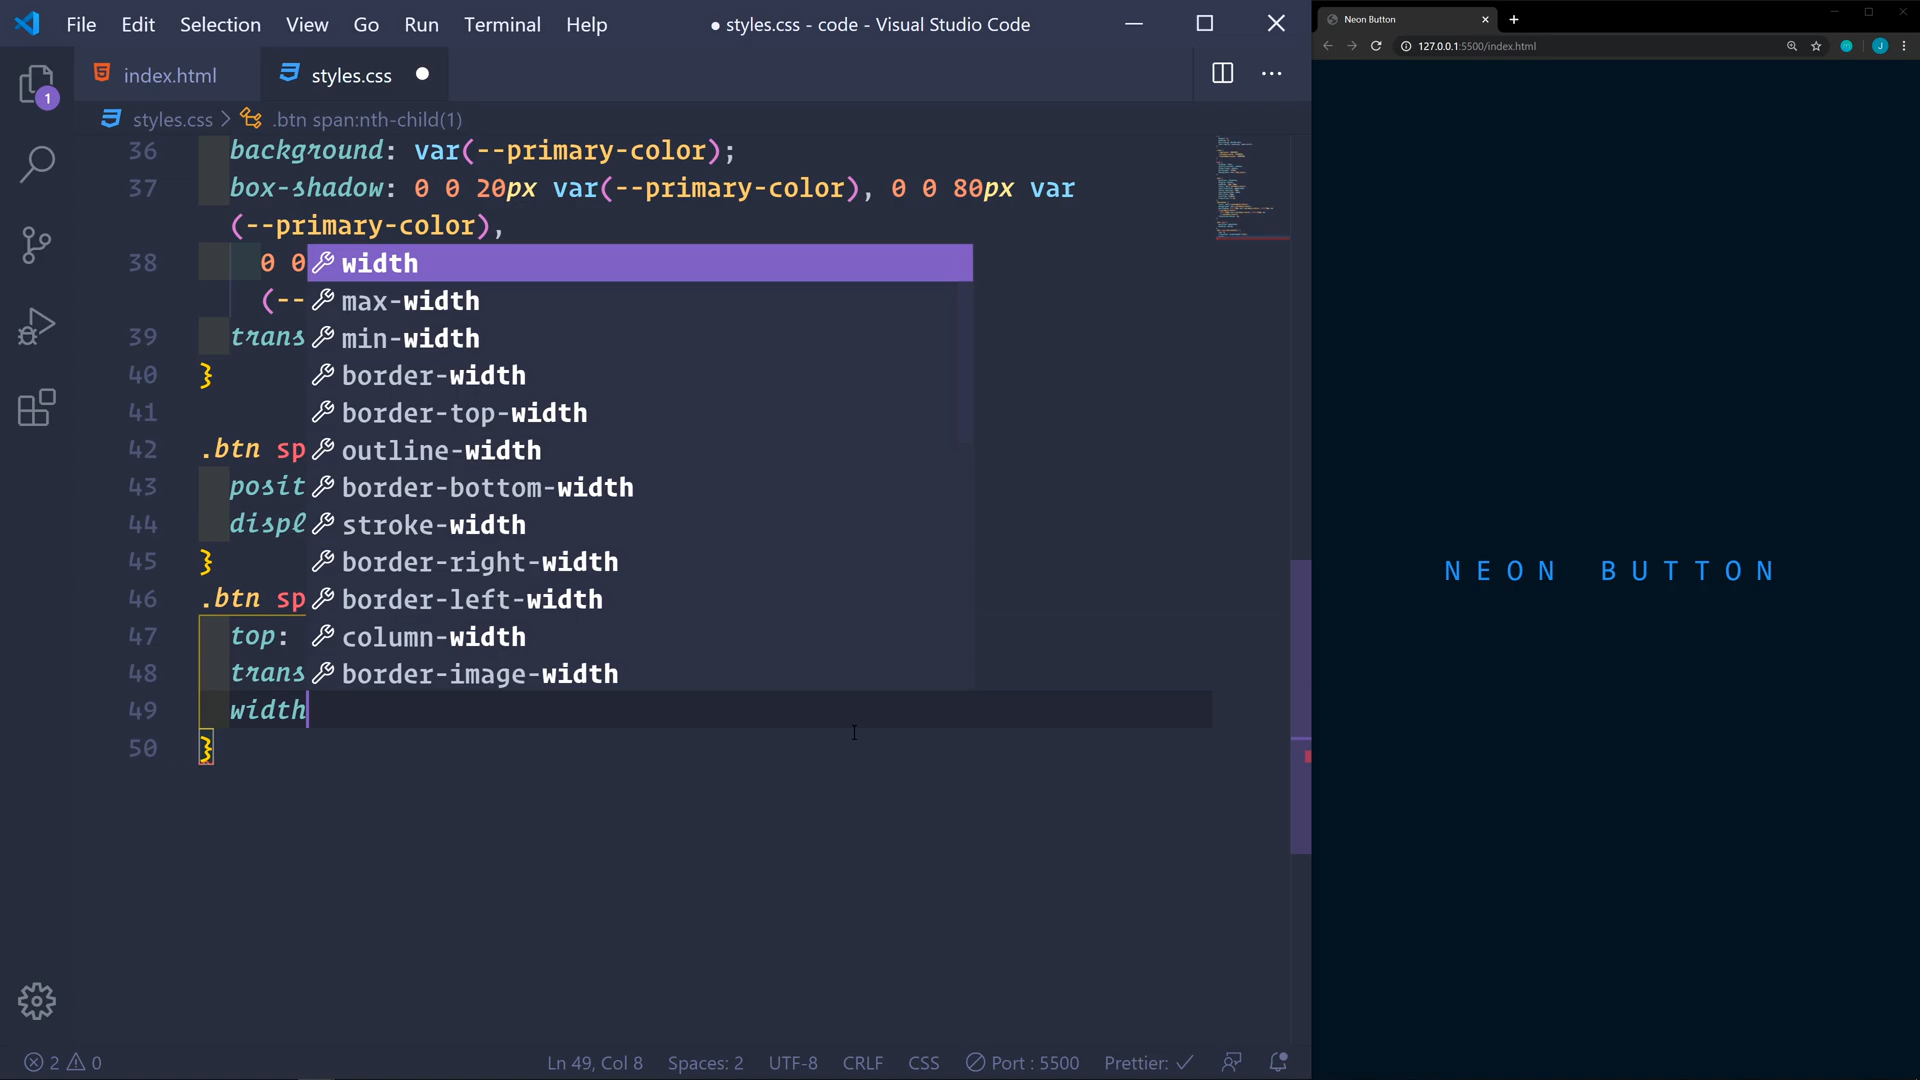 File Edit Selection View Go Run Terminal Help
● styles.css - code - Visual Studio Code
index.html
styles.css
1
styles.css > .btn span:nth-child(1)
36 background: var(--primary-color);
37 box-shadow: 0 0 20px var(--primary-color), 0 0 80px var
(--primary-color),
38 0 0
(--
39 trans
40 }
41
42 .btn sp
43 posit
44 displ
45 }
46 .btn sp
47 top:
48 trans
49 width
50 }
width
max-width
min-width
border-width
border-top-width
outline-width
border-bottom-width
stroke-width
border-right-width
border-left-width
column-width
border-image-width
2 0
Ln 49, Col 8
Spaces: 2
UTF-8
CRLF
CSS
Port : 5500
Prettier: ✓
Neon Button
127.0.0.1:5500/index.html
J
NEON BUTTON